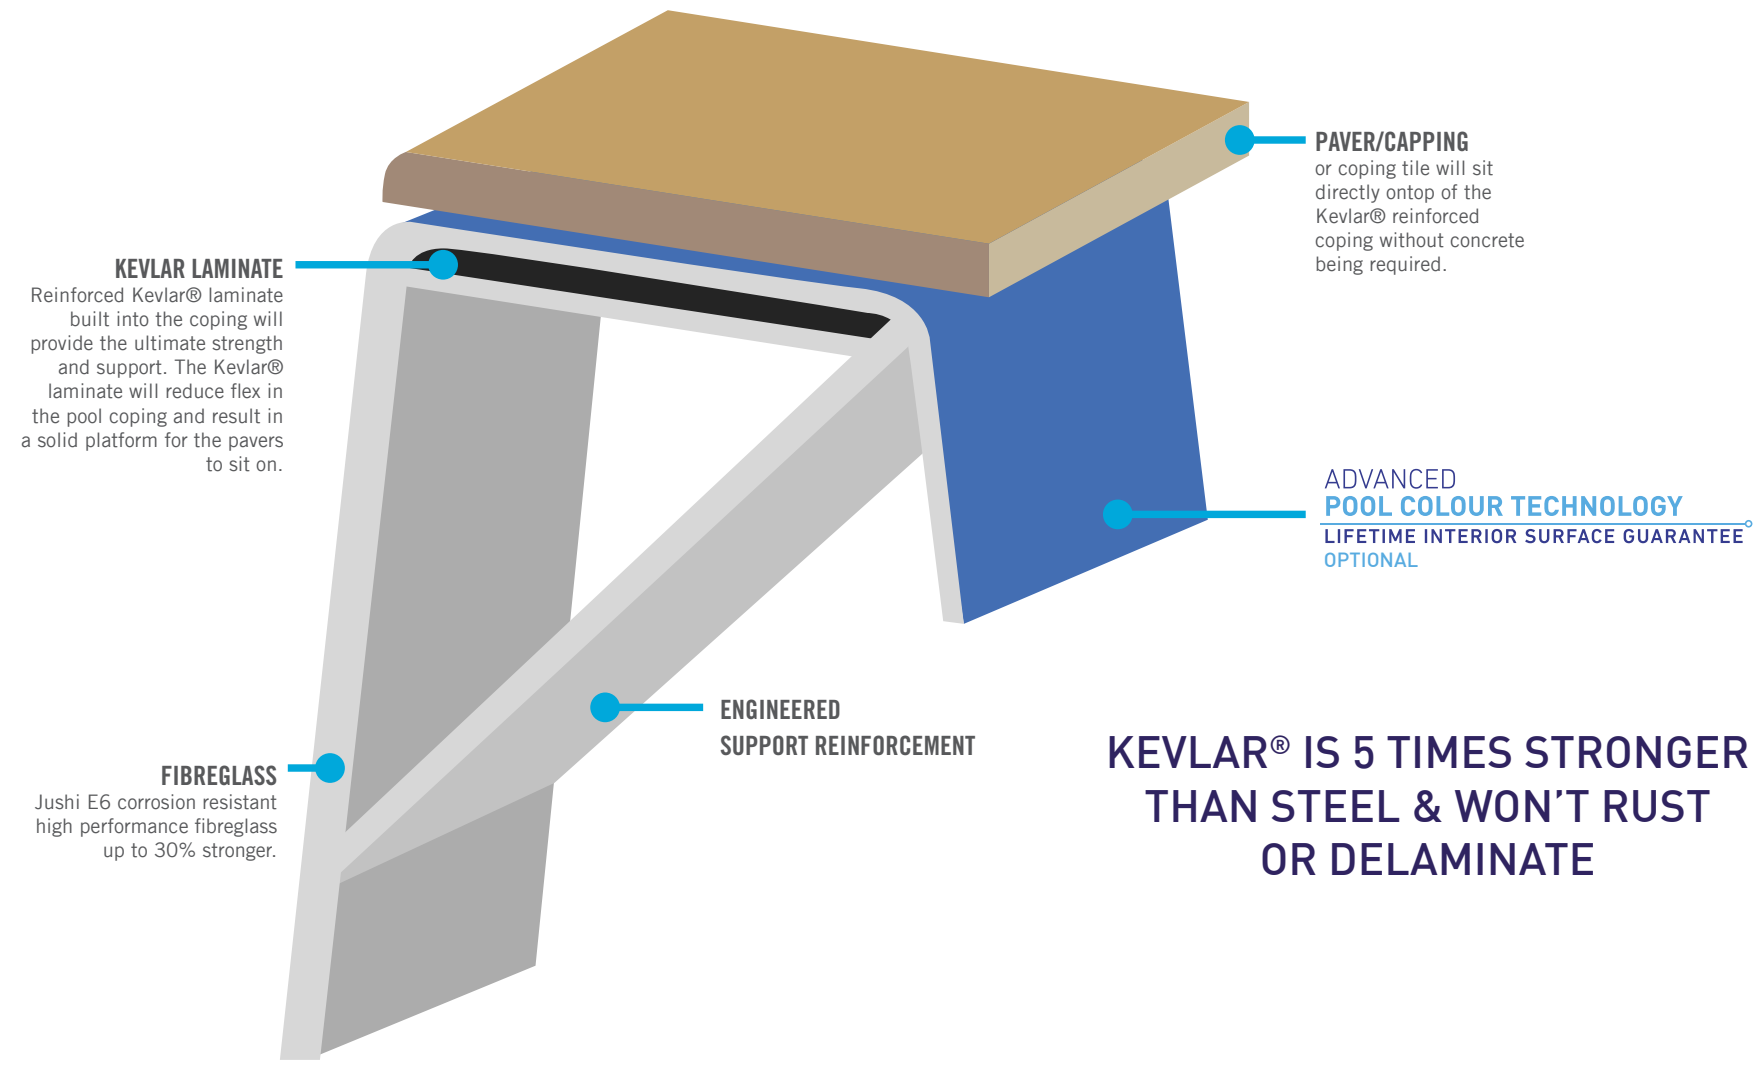 PAVER/CAPPING
or coping tile will sit
directly ontop of the
Kevlar® reinforced
coping without concrete
being required.
KEVLAR LAMINATE
Reinforced Kevlar® laminate
built into the coping will
provide the ultimate strength
and support. The Kevlar®
laminate will reduce flex in
the pool coping and result in
a solid platform for the pavers
to sit on.
ADVANCED
POOL COLOUR TECHNOLOGY
LIFETIME INTERIOR SURFACE GUARANTEE
OPTIONAL
ENGINEERED
SUPPORT REINFORCEMENT
FIBREGLASS
Jushi E6 corrosion resistant
high performance fibreglass
up to 30% stronger.
KEVLAR® IS 5 TIMES STRONGER
THAN STEEL & WON'T RUST
OR DELAMINATE